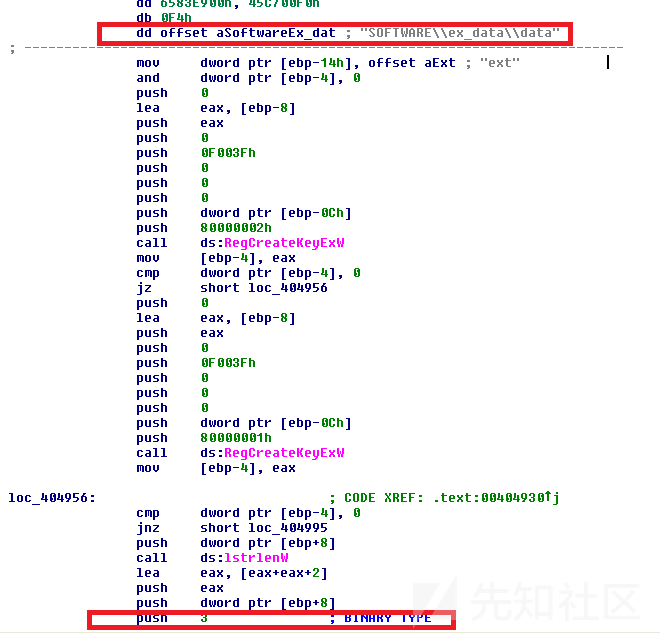 dd 6583E900h, 45C700F0h
db 0F4h
dd offset aSoftwareEx_dat ; "SOFTWARE\\ex_data\\data"
; ---------------------------------------------------------------------------
mov dword ptr [ebp-14h], offset aExt ; "ext"
and dword ptr [ebp-4], 0
push 0
lea eax, [ebp-8]
push eax
push 0
push 0F003Fh
push 0
push 0
push 0
push dword ptr [ebp-0Ch]
push 80000002h
call ds:RegCreateKeyExW
mov [ebp-4], eax
cmp dword ptr [ebp-4], 0
jz short loc_404956
push 0
lea eax, [ebp-8]
push eax
push 0
push 0F003Fh
push 0
push 0
push 0
push dword ptr [ebp-0Ch]
push 80000001h
call ds:RegCreateKeyExW
mov [ebp-4], eax
loc_404956: ; CODE XREF: .text:00404930↑j
cmp dword ptr [ebp-4], 0
jnz short loc_404995
push dword ptr [ebp+8]
call ds:lstrlenW
lea eax, [eax+eax+2]
push eax
push dword ptr [ebp+8]
push 3 ; BINARY TYPE
先知社区